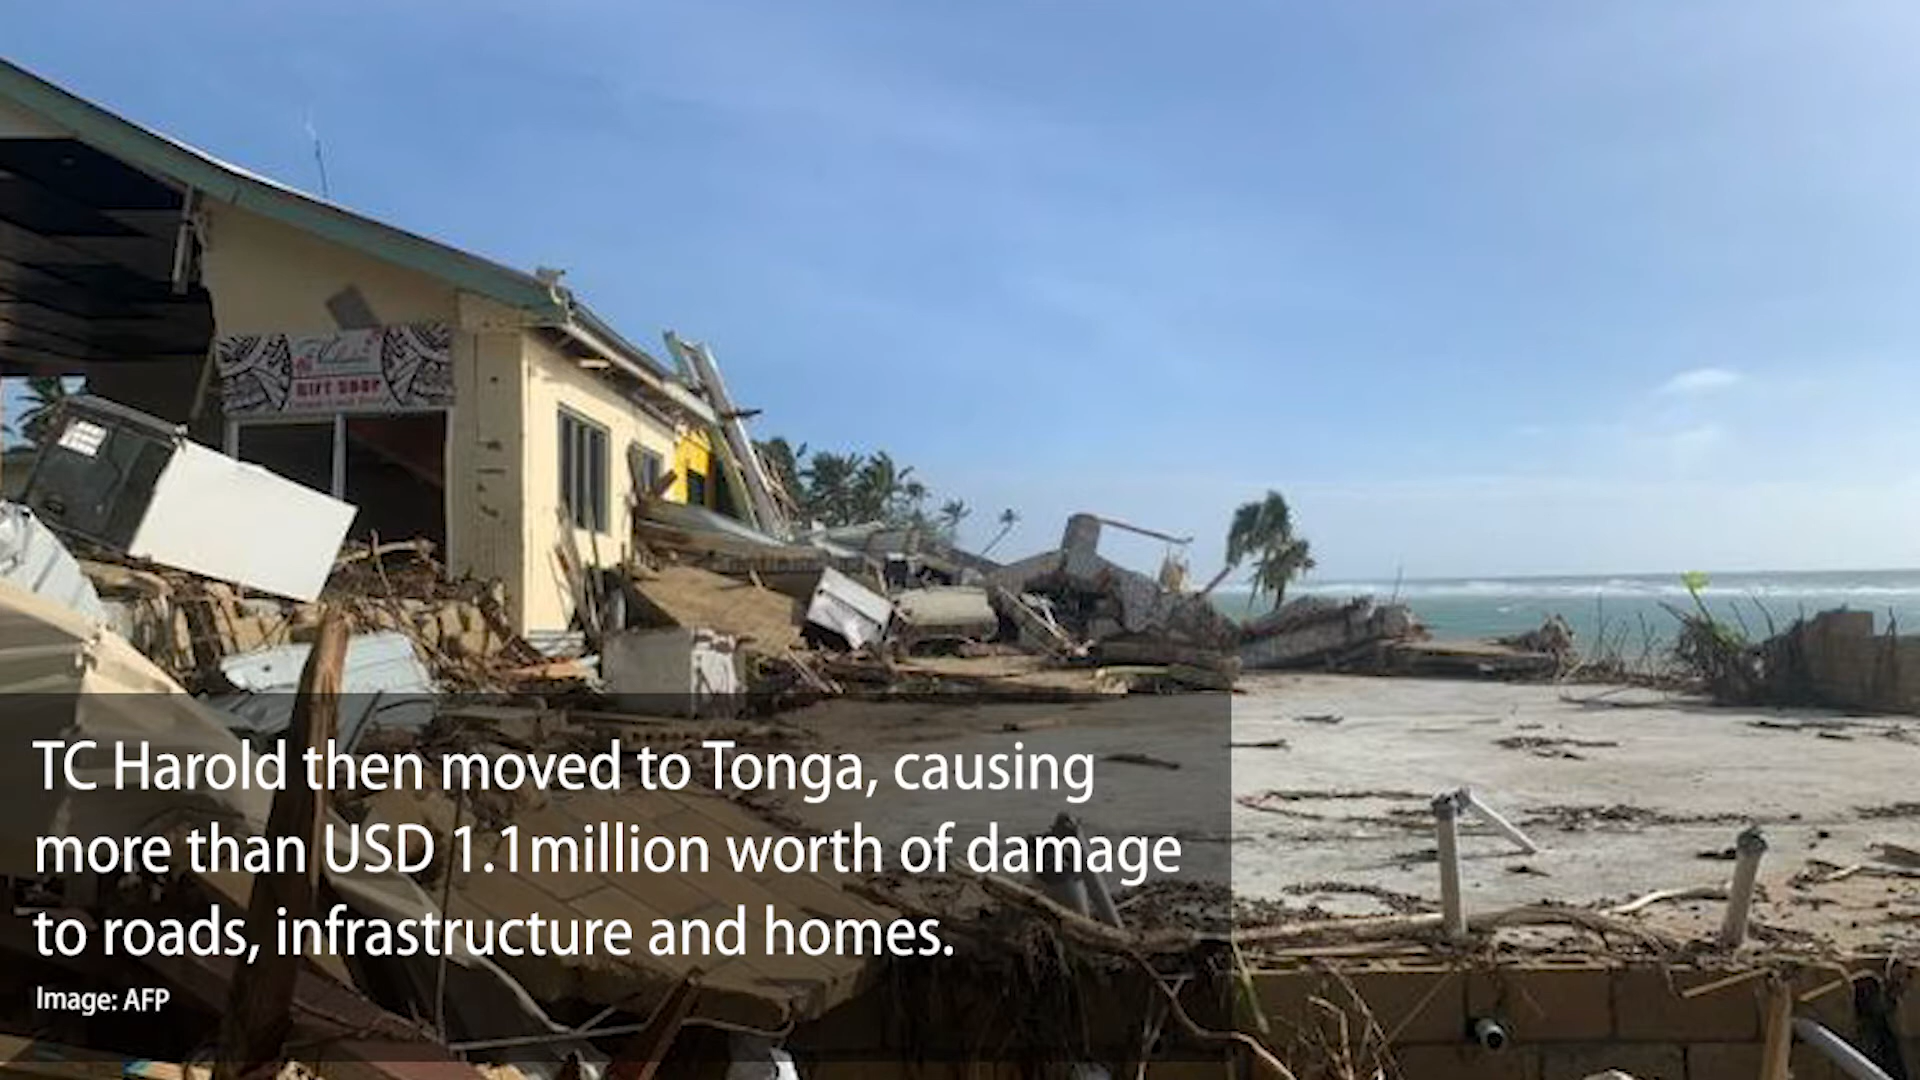 GIFT SHOP
TC Harold then moved to Tonga, causing
more than USD 1.1million worth of damage
to roads, infrastructure and homes.
Image: AFP